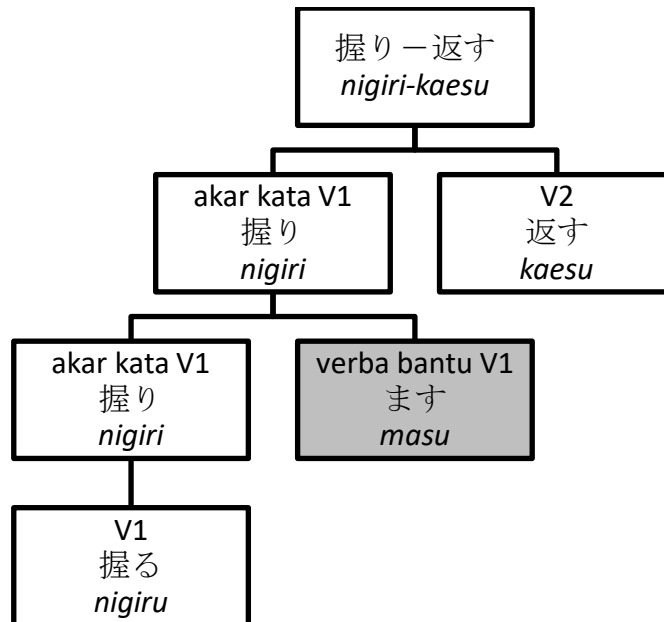 握り－返す
nigiri-kaesu
akar kata V1
握り
nigiri
V2
返す
kaesu
akar kata V1
握り
nigiri
verba bantu V1
ます
masu
V1
握る
nigiru